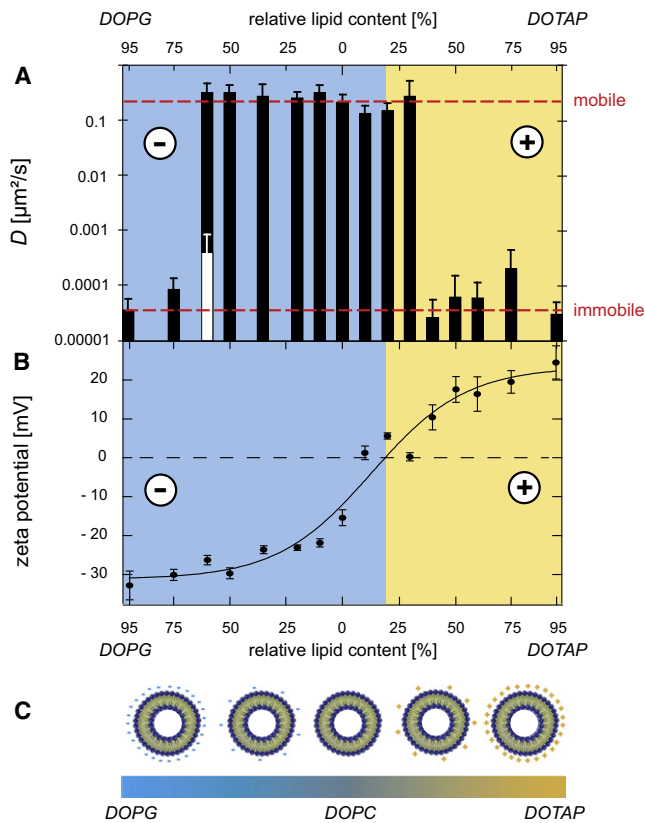 DOPG relative lipid content [%] DOTAP
95 75 50 25 0 25 50 75 95
A
mobile
0.1
- +
0.01
D [µm²/s]
0.001
0.0001
immobile
0.00001
B
20
10
0
zeta potential [mV]
- +
- 10
- 20
- 30
95 75 50 25 0 25 50 75 95
DOPG relative lipid content [%] DOTAP
C
DOPG DOPC DOTAP